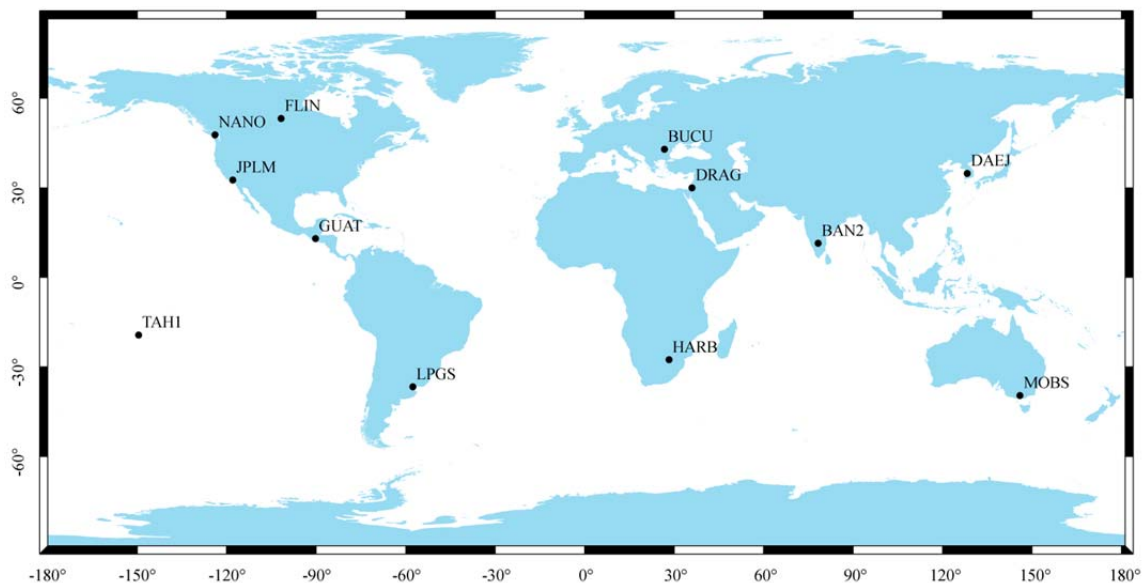 FLIN
NANO
BUCU
JPLM
DRAG
DAEJ
GUAT
BAN2
TAH1
HARB
LPGS
MOBS
60°
30°
0°
-30°
-60°
-180°
-150°
-120°
-90°
-60°
-30°
0°
30°
60°
90°
120°
150°
180°